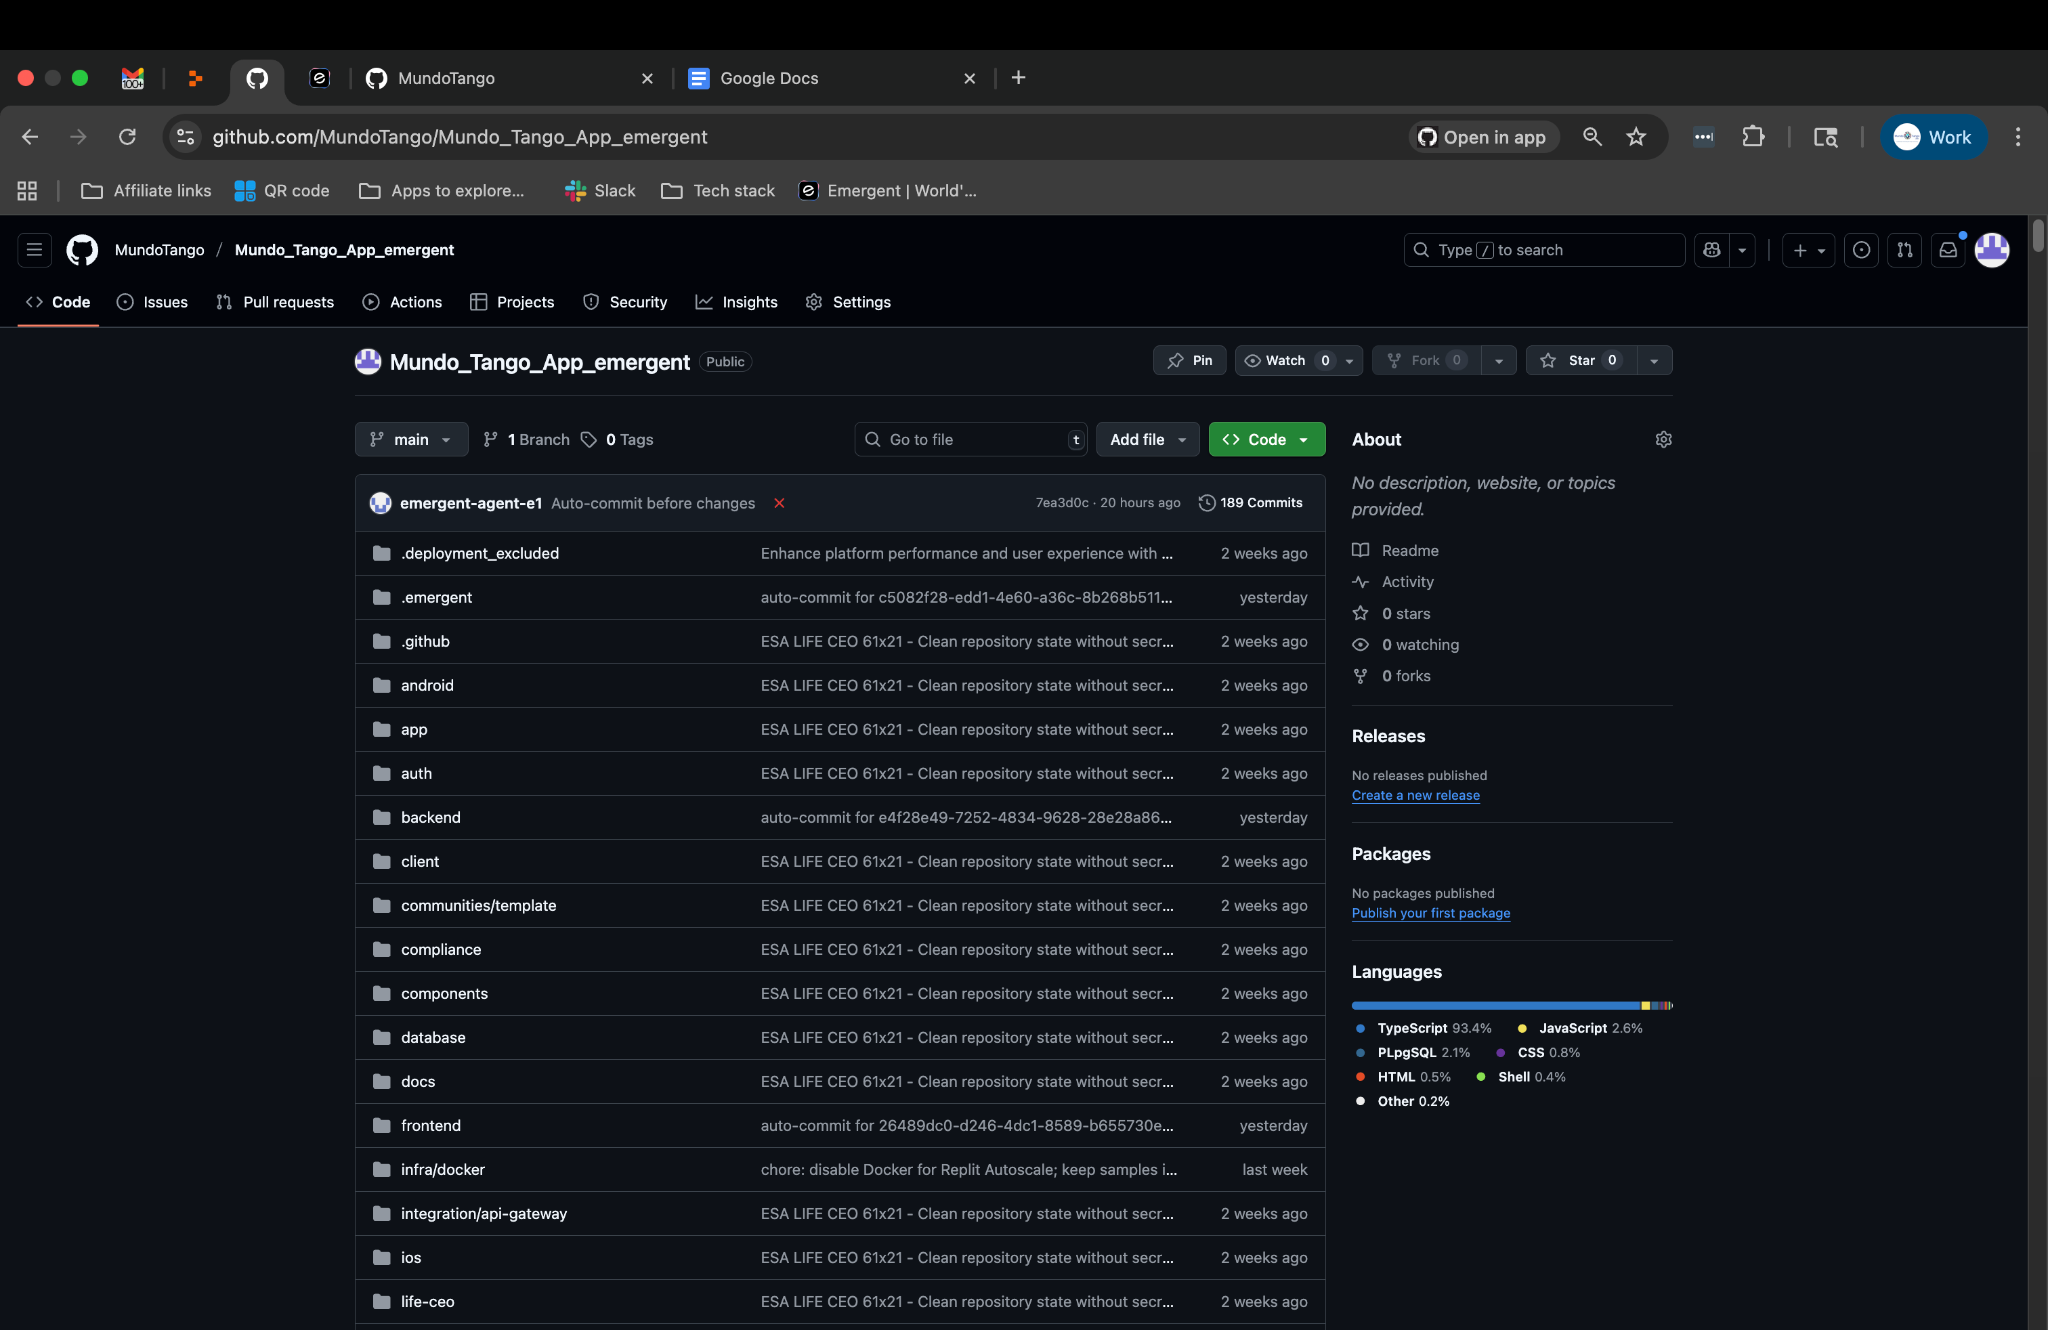 100+
MundoTango
Google Docs
github.com/MundoTango/Mundo_Tango_App_emergent
Open in app
Work
Affiliate links
QR code
Apps to explore...
Slack
Tech stack
Emergent | World'...
MundoTango / Mundo_Tango_App_emergent
Type / to search
Code
Issues
Pull requests
Actions
Projects
Security
Insights
Settings
Mundo_Tango_App_emergent Public
Pin
Watch 0
Fork 0
Star 0
main
1 Branch
0 Tags
Go to file t
Add file
Code
emergent-agent-e1 Auto-commit before changes
7ea3d0c · 20 hours ago
189 Commits
.deployment_excluded Enhance platform performance and user experience with ... 2 weeks ago
.emergent auto-commit for c5082f28-edd1-4e60-a36c-8b268b511... yesterday
.github ESA LIFE CEO 61x21 - Clean repository state without secr... 2 weeks ago
android ESA LIFE CEO 61x21 - Clean repository state without secr... 2 weeks ago
app ESA LIFE CEO 61x21 - Clean repository state without secr... 2 weeks ago
auth ESA LIFE CEO 61x21 - Clean repository state without secr... 2 weeks ago
backend auto-commit for e4f28e49-7252-4834-9628-28e28a86... yesterday
client ESA LIFE CEO 61x21 - Clean repository state without secr... 2 weeks ago
communities/template ESA LIFE CEO 61x21 - Clean repository state without secr... 2 weeks ago
compliance ESA LIFE CEO 61x21 - Clean repository state without secr... 2 weeks ago
components ESA LIFE CEO 61x21 - Clean repository state without secr... 2 weeks ago
database ESA LIFE CEO 61x21 - Clean repository state without secr... 2 weeks ago
docs ESA LIFE CEO 61x21 - Clean repository state without secr... 2 weeks ago
frontend auto-commit for 26489dc0-d246-4dc1-8589-b655730e... yesterday
infra/docker chore: disable Docker for Replit Autoscale; keep samples i... last week
integration/api-gateway ESA LIFE CEO 61x21 - Clean repository state without secr... 2 weeks ago
ios ESA LIFE CEO 61x21 - Clean repository state without secr... 2 weeks ago
life-ceo ESA LIFE CEO 61x21 - Clean repository state without secr... 2 weeks ago
About
No description, website, or topics
provided.
Readme
Activity
0 stars
0 watching
0 forks
Releases
No releases published
Create a new release
Packages
No packages published
Publish your first package
Languages
TypeScript 93.4% JavaScript 2.6%
PLpgSQL 2.1% CSS 0.8%
HTML 0.5% Shell 0.4%
Other 0.2%